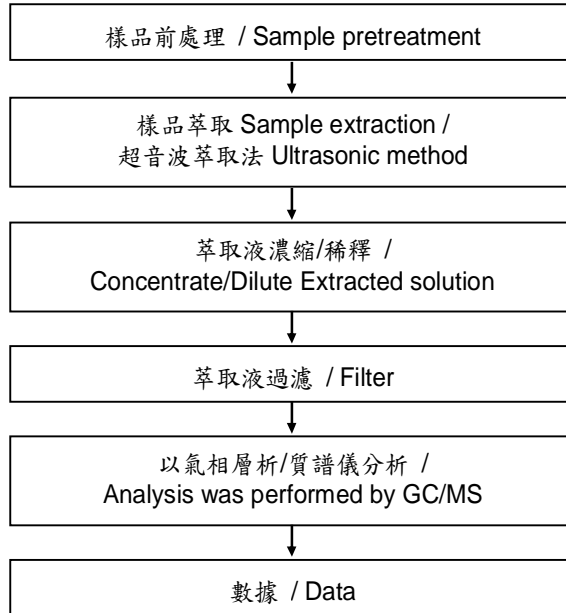 樣品前處理 / Sample pretreatment
樣品萃取 Sample extraction /
超音波萃取法 Ultrasonic method
萃取液濃縮/稀釋 /
Concentrate/Dilute Extracted solution
萃取液過濾 / Filter
以氣相層析/質譜儀分析 /
Analysis was performed by GC/MS
數據 / Data